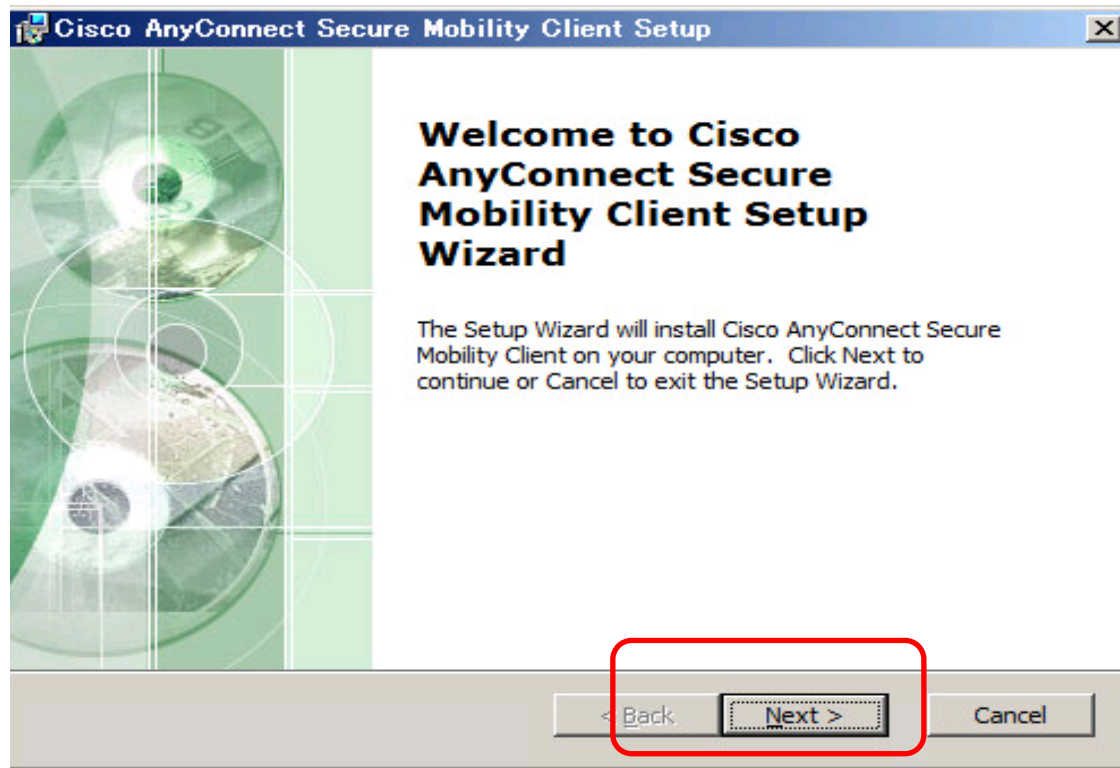 Cisco AnyConnect Secure Mobility Client Setup
Welcome to Cisco
AnyConnect Secure
Mobility Client Setup
Wizard
The Setup Wizard will install Cisco AnyConnect Secure
Mobility Client on your computer. Click Next to
continue or Cancel to exit the Setup Wizard.
< Back Next > Cancel